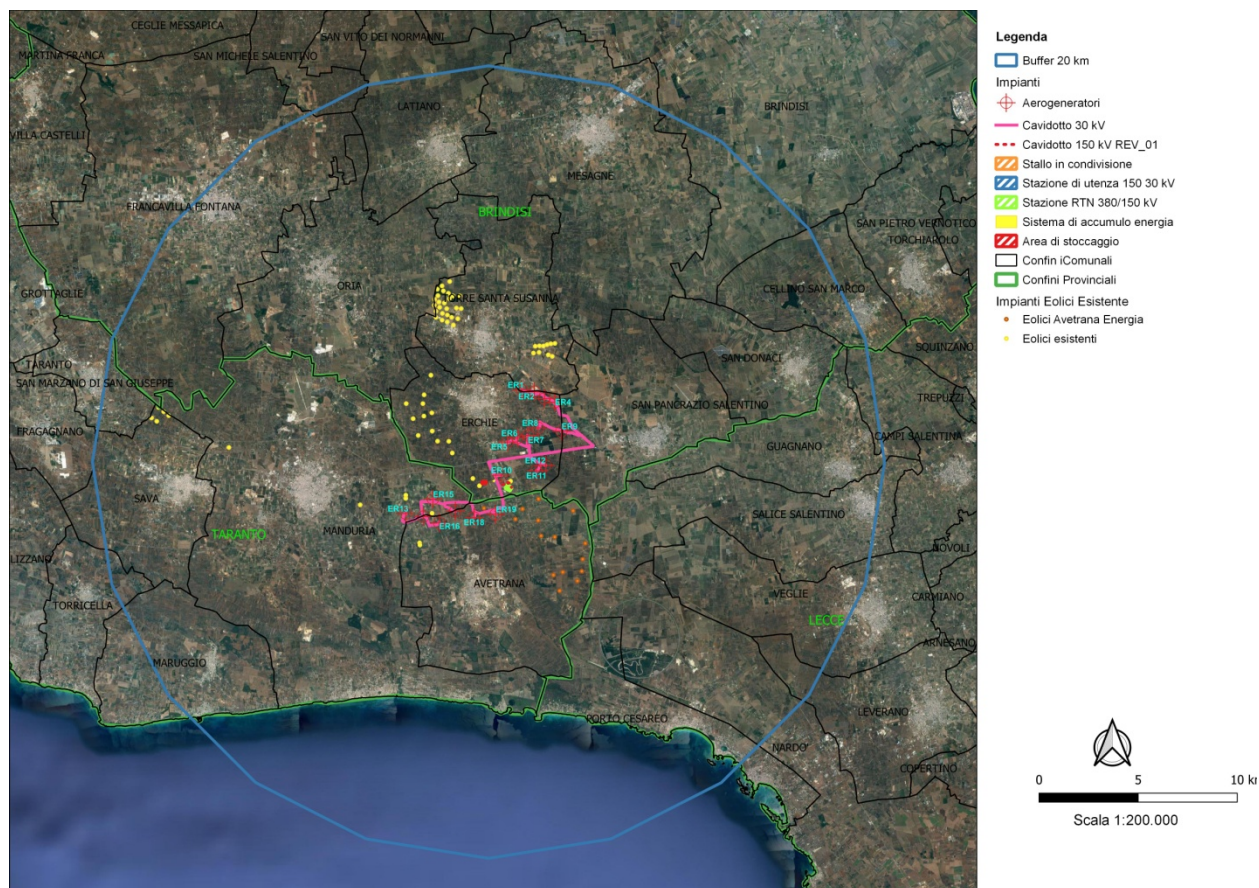 CEGLIE MESSAPICA
SAN VITO DEI NORMANNI
MARTINA FRANCA
SAN MICHELE SALENTINO
LATIANO
BRINDISI
VILLA CASTELLI
MESAGNE
FRANCAVILLA FONTANA
BRINDISI
SAN PIETRO VERNOTICO
TORCHIAROLO
GROTTAGLIE
ORIA
CELLINO SAN MARCO
TORRE SANTA SUSANNA
SQUINZANO
SAN DONACI
TARANTO
SAN MARZANO DI SAN GIUSEPPE
ER1
ER2
ER4
TREPUZZI
SAN PANCRAZIO SALENTINO
FRAGAGNANO
ERCHIE
ER8
ER9
ER6
ER7
ER5
CAMPI SALENTINA
GUAGNANO
ER12
ER10
ER11
SAVA
ER15
ER13
ER19
ER18
ER16
SALICE SALENTINO
MANDURIA
TARANTO
NOVOLI
LIZZANO
AVETRANA
VEGLIE
CARMIANO
TORRICELLA
LECCE
ARNESANO
MARUGGIO
LEVERANO
PORTO CESAREO
NARDO'
COPERTINO
Legenda
Buffer 20 km
Impianti
Aerogeneratori
Cavidotto 30 kV
Cavidotto 150 kV REV_01
Stallo in condivisione
Stazione di utenza 150 30 kV
Stazione RTN 380/150 kV
Sistema di accumulo energia
Area di stoccaggio
Confin iComunali
Confini Provinciali
Impianti Eolici Esistente
Eolici Avetrana Energia
Eolici esistenti
0 5 10 km
Scala 1:200.000